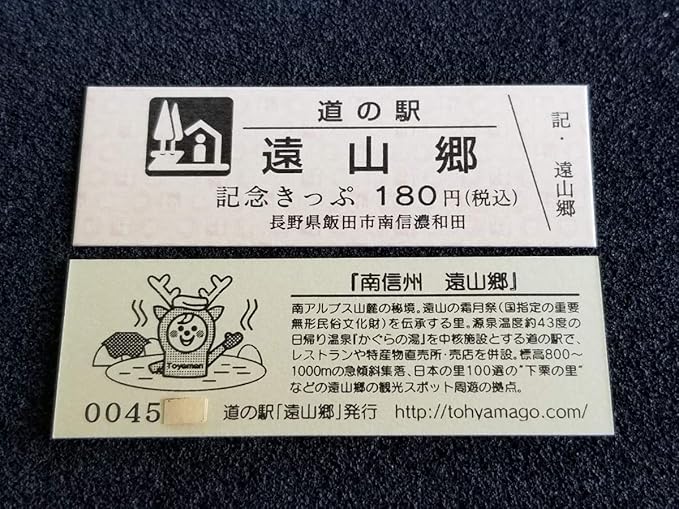 道の駅
遠山郷
記念きっぷ 180円(税込)
長野県飯田市南信濃和田
記・遠山郷
『南信州 遠山郷』
南アルプス山麓の秘境。遠山の霜月祭(国指定の重要
無形民俗文化財)を伝承する里。源泉温度約43度の
日帰り温泉『かぐらの湯』を中核施設とする道の駅で、
レストランや特産物直売所・売店を併設。標高800〜
1000mの急傾斜集落、日本の里100選の"下栗の里"
などの遠山郷の観光スポット周遊の拠点。
Toyaman
0045
道の駅「遠山郷」発行 http://tohyamago.com/